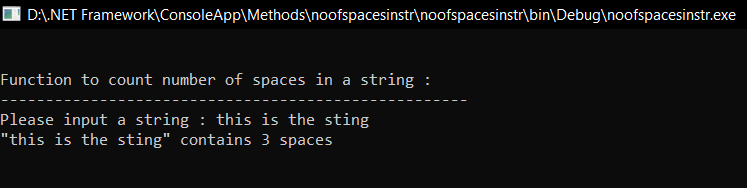 D:\.NET Framework\ConsoleApp\Methods\noofspacesinstr\noofspacesinstr\bin\Debug\noofspacesinstr.exe
Function to count number of spaces in a string :
----------------------------------------------------
Please input a string : this is the sting
"this is the sting" contains 3 spaces